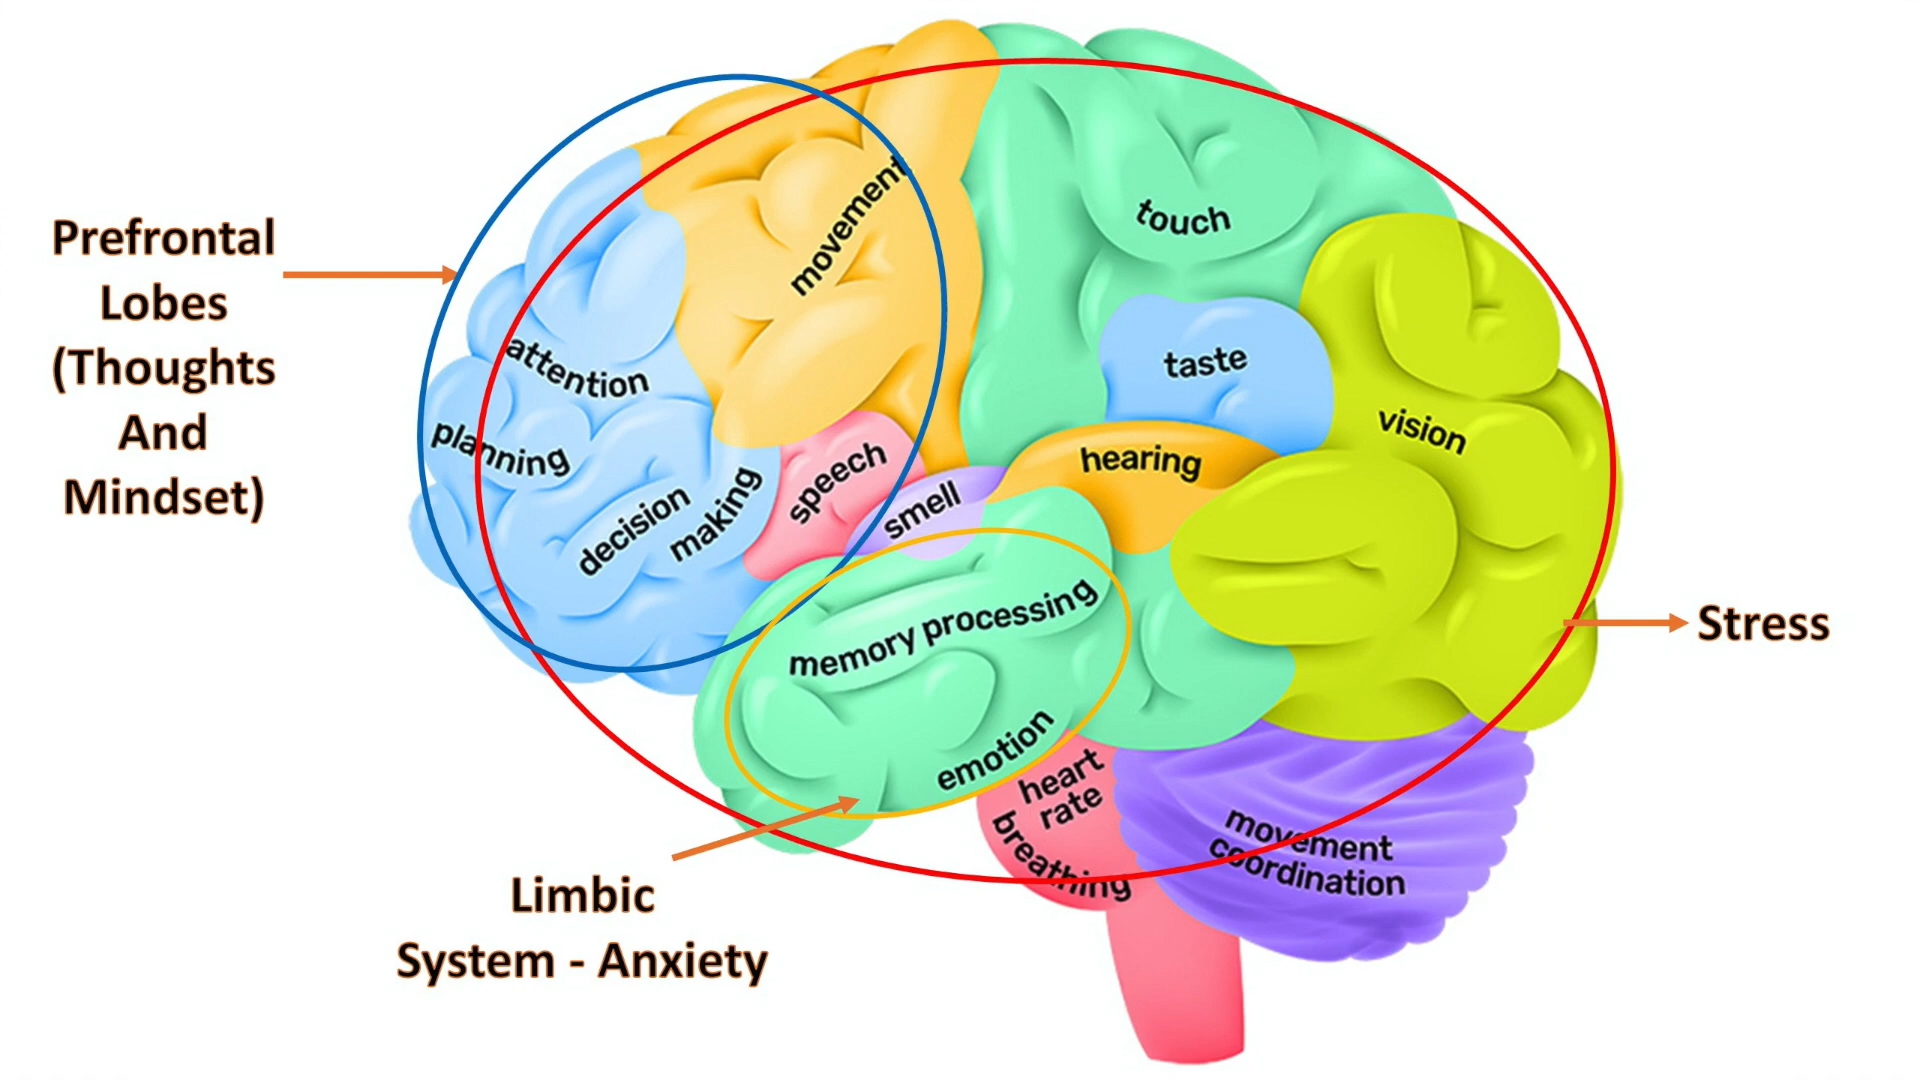 Prefrontal
Lobes
(Thoughts
And
Mindset)
movement
touch
attention
taste
planning
vision
speech
hearing
decision
making
smell
memory processing
Stress
emotion
heart
rate
breathing
movement
coordination
Limbic
System - Anxiety